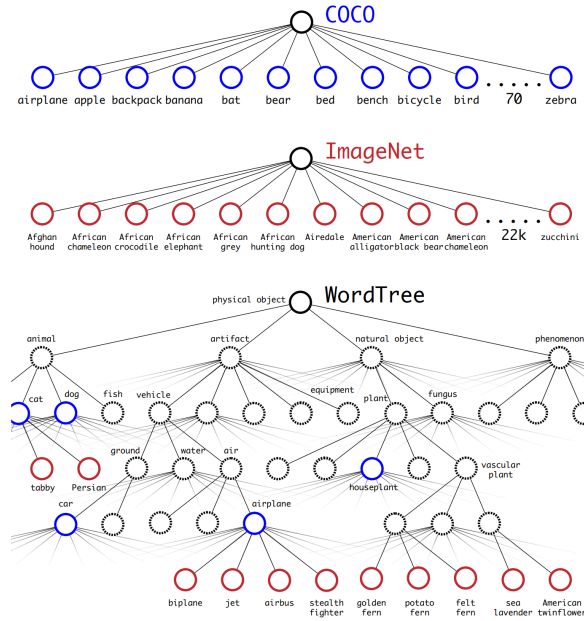 COCO
airplane apple backpack banana bat bear bed bench bicycle bird ..... 70 zebra
ImageNet
Afghan hound
African chameleon
African crocodile
African elephant
African grey
African hunting dog
Airedale
American alligator
American black bear
American chameleon
..... 22k
zucchini
WordTree
physical object
animal artifact natural object phenomenon
cat dog fish vehicle equipment plant fungus
ground water air vascular
plant
tabby Persian houseplant
car airplane
biplane jet airbus stealth
fighter
golden
fern
potato
fern
felt
fern
sea
lavender
American
twinflower